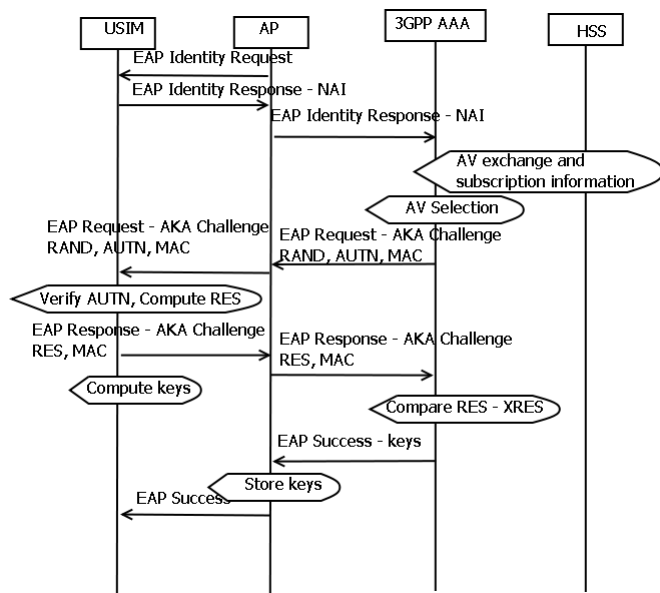 USIM
AP
3GPP AAA
HSS
EAP Identity Request
EAP Identity Response - NAI
EAP Identity Response - NAI
AV exchange and
subscription information
AV Selection
EAP Request - AKA Challenge
RAND, AUTN, MAC
EAP Request - AKA Challenge
RAND, AUTN, MAC
Verify AUTN, Compute RES
EAP Response - AKA Challenge
RES, MAC
EAP Response - AKA Challenge
RES, MAC
Compute keys
Compare RES - XRES
EAP Success - keys
Store keys
EAP Success